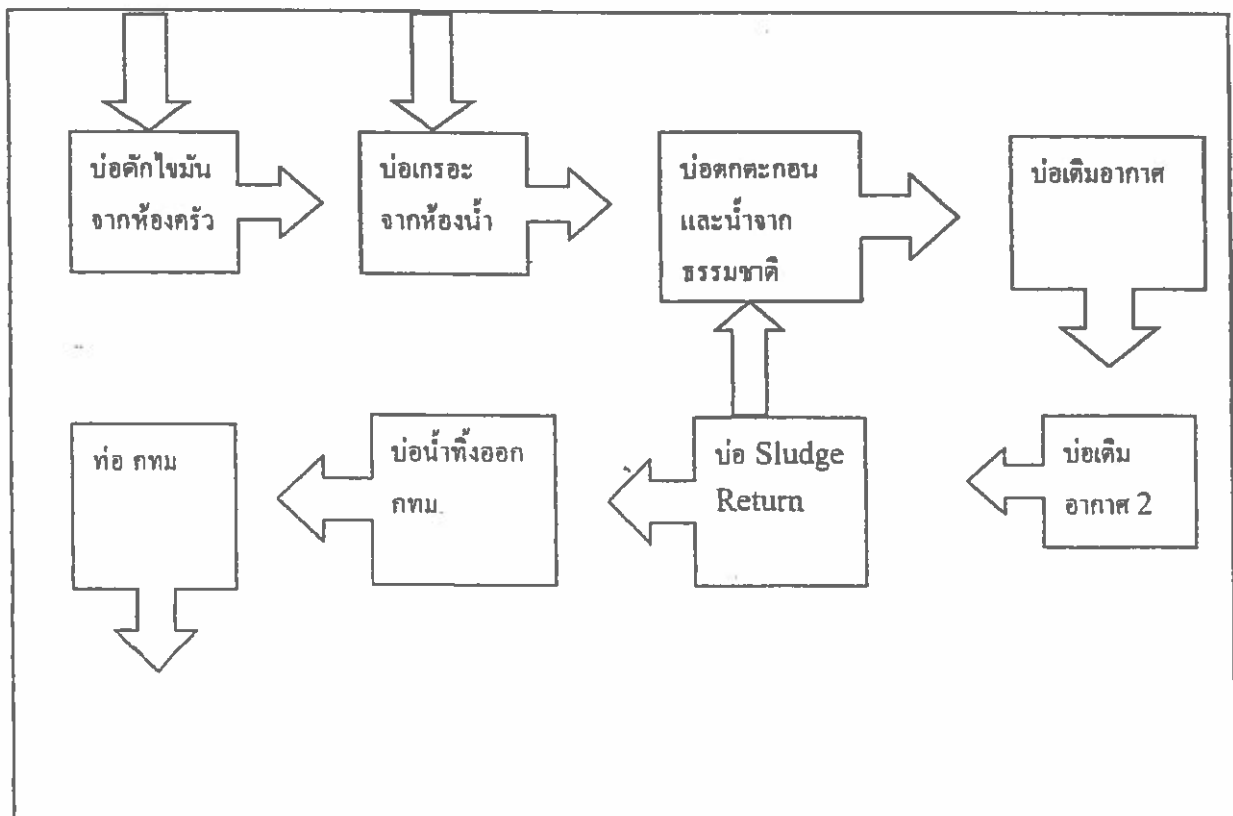 บ่อดักไขมัน
จากห้องครัว
บ่อเกรอะ
จากห้องน้ำ
บ่อตกตะกอน
และน้ำจาก
ธรรมชาติ
บ่อเติมอากาศ
ท่อ กทม
บ่อน้ำทิ้งออก
กทม.
บ่อ Sludge
Return
บ่อเติม
อากาศ 2